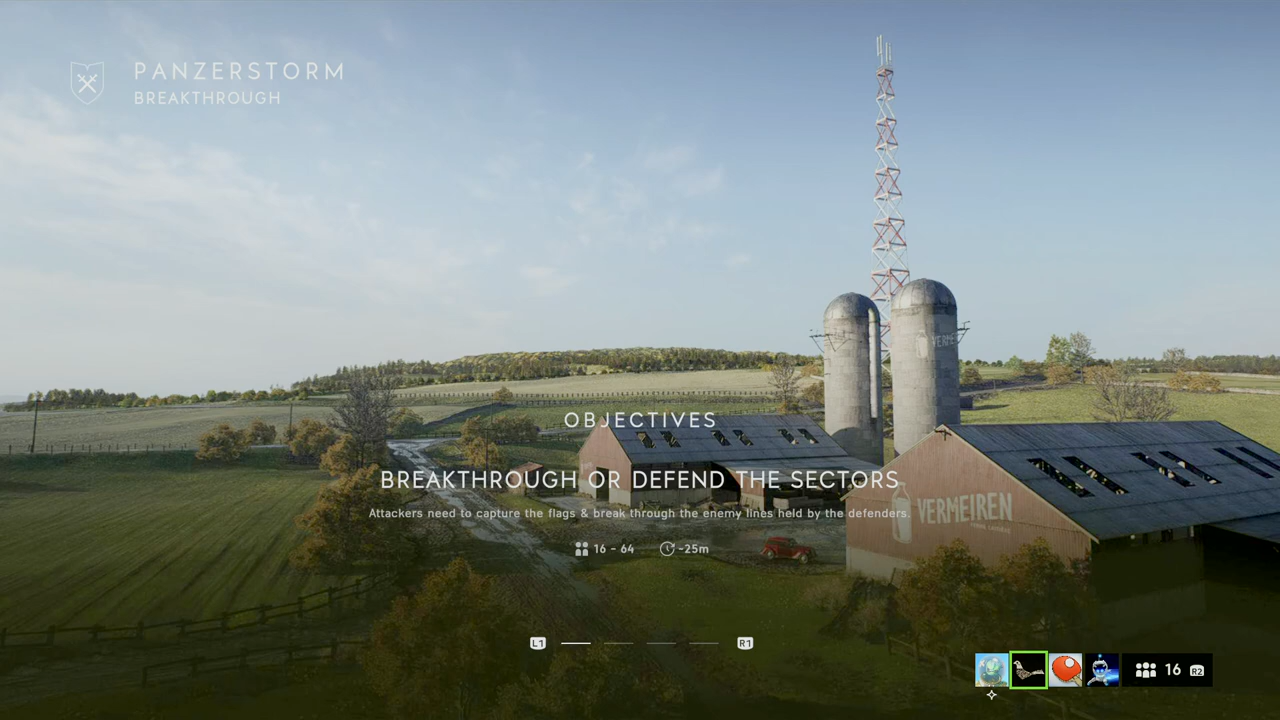 PANZERSTORM
BREAKTHROUGH
OBJECTIVES
BREAKTHROUGH OR DEFEND THE SECTORS
Attackers need to capture the flags & break through the enemy lines held by the defenders.
16 - 64 ~25m
VERMEIREN
L1 R1
16 R2